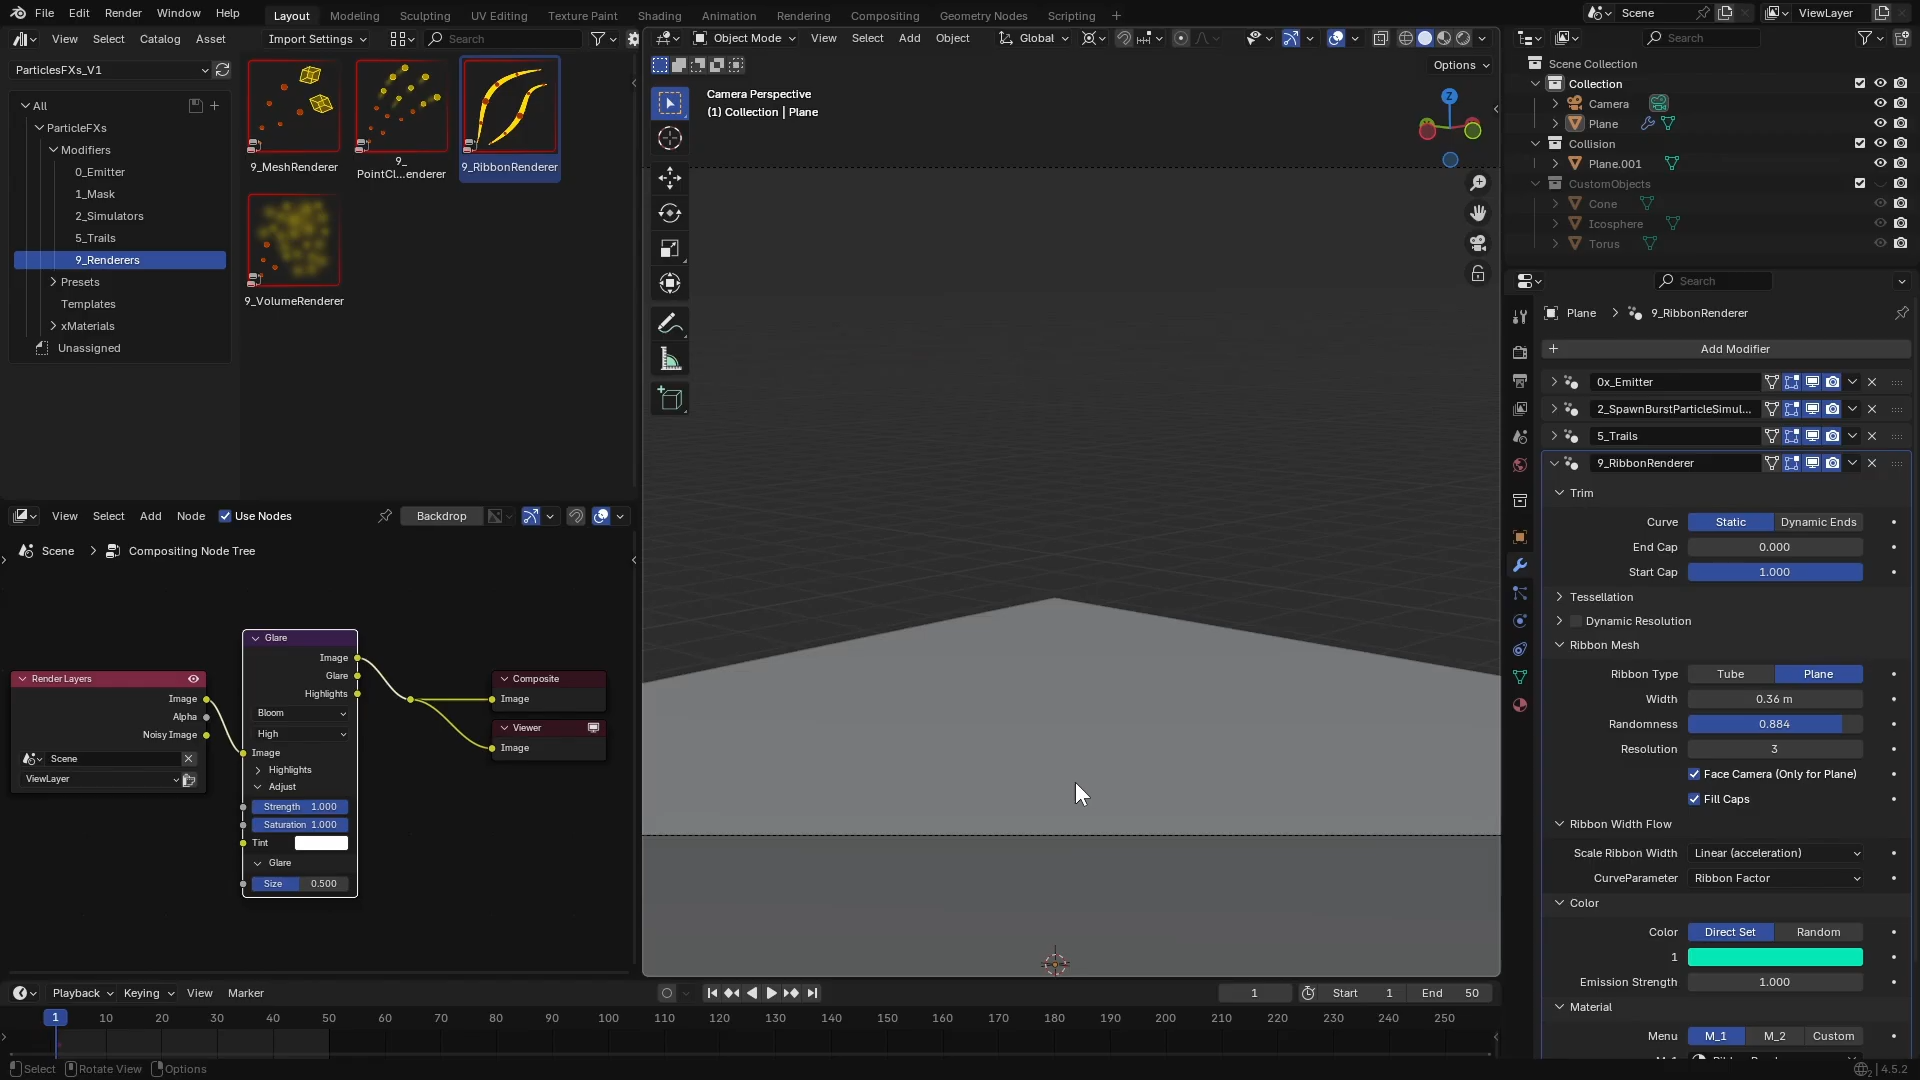 File Edit Render Window Help Layout Modeling Sculpting UV Editing Texture Paint Shading Animation Rendering Compositing Geometry Nodes Scripting Scene ViewLayer
View Select Catalog Asset Import Settings Search
Object Mode View Select Add Object Global
Search
ParticlesFXs_V1
Options
All
ParticleFXs
Modifiers
0_Emitter
1_Mask
2_Simulators
5_Trails
9_Renderers
Presets
Templates
xMaterials
Unassigned
9_MeshRenderer
9_
PointCl...enderer
9_RibbonRenderer
9_VolumeRenderer
Camera Perspective
(1) Collection | Plane
Z
Scene Collection
Collection
Camera
Plane
Collision
Plane.001
CustomObjects
Cone
Icosphere
Torus
Search
Plane 9_RibbonRenderer
Add Modifier
0x_Emitter
2_SpawnBurstParticleSimul...
5_Trails
9_RibbonRenderer
Trim
Curve Static Dynamic Ends
End Cap 0.000
Start Cap 1.000
Tessellation
Dynamic Resolution
Ribbon Mesh
Ribbon Type Tube Plane
Width 0.36 m
Randomness 0.884
Resolution 3
Face Camera (Only for Plane)
Fill Caps
Ribbon Width Flow
Scale Ribbon Width Linear (acceleration)
CurveParameter Ribbon Factor
Color
Color Direct Set Random
1
Emission Strength 1.000
Material
Menu M_1 M_2 Custom
View Select Add Node Use Nodes Backdrop
Scene Compositing Node Tree
Render Layers
Image
Alpha
Noisy Image
Scene
ViewLayer
Glare
Image
Glare
Highlights
Bloom
High
Image
Highlights
Adjust
Strength 1.000
Saturation 1.000
Tint
Glare
Size 0.500
Composite
Image
Viewer
Image
Playback Keying View Marker 1 Start 1 End 50
1 10 20 30 40 50 60 70 80 90 100 110 120 130 140 150 160 170 180 190 200 210 220 230 240 250
Select Rotate View Options 4.5.2